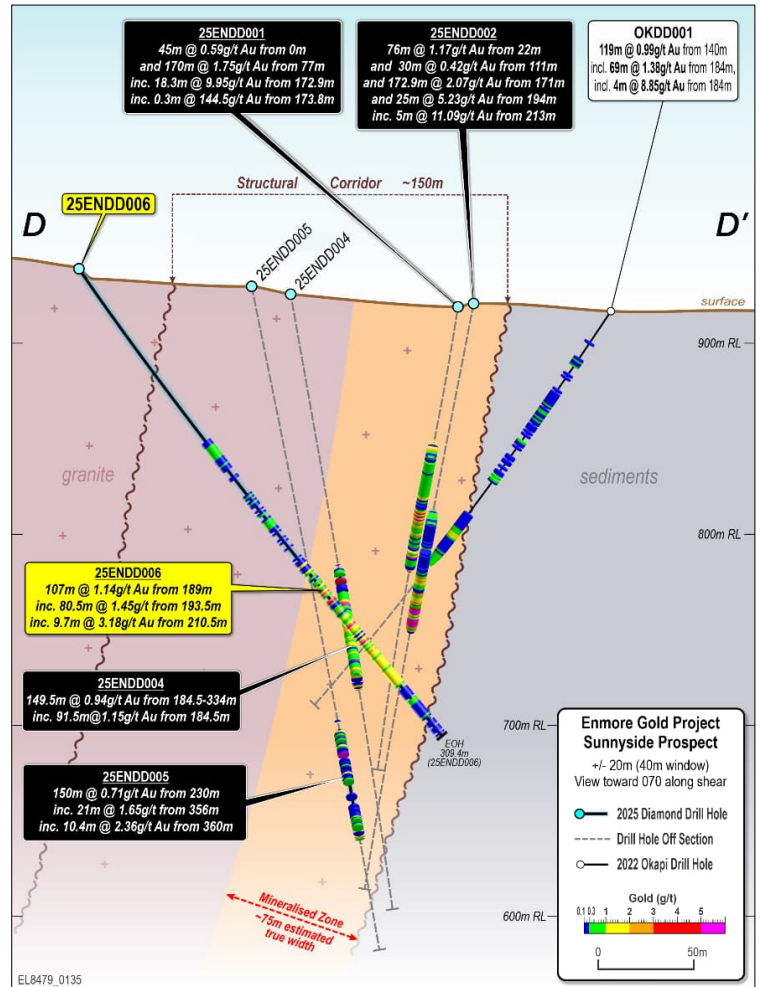 25ENDD001
45m @ 0.59g/t Au from 0m
and 170m @ 1.75g/t Au from 77m
inc. 18.3m @ 9.95g/t Au from 172.9m
inc. 0.3m @ 144.5g/t Au from 173.8m
25ENDD002
76m @ 1.17g/t Au from 22m
and 30m @ 0.42g/t Au from 111m
and 172.9m @ 2.07g/t Au from 171m
and 25m @ 5.23g/t Au from 194m
inc. 5m @ 11.09g/t Au from 213m
OKDD001
119m @ 0.99g/t Au from 140m
incl. 69m @ 1.38g/t Au from 184m,
incl. 4m @ 8.85g/t Au from 184m
Structural Corridor ~150m
25ENDD006
D
D'
25ENDD005
25ENDD004
surface
900m RL
granite
sediments
800m RL
25ENDD006
107m @ 1.14g/t Au from 189m
inc. 80.5m @ 1.45g/t from 193.5m
inc. 9.7m @ 3.18g/t Au from 210.5m
25ENDD004
149.5m @ 0.94g/t Au from 184.5-334m
inc. 91.5m@1.15g/t Au from 184.5m
700m RL
EOH
309.4m
(25ENDD006)
25ENDD005
150m @ 0.71g/t Au from 230m
inc. 21m @ 1.65g/t from 356m
inc. 10.4m @ 2.36g/t Au from 360m
Mineralised Zone
~75m estimated
true width
600m RL
Enmore Gold Project
Sunnyside Prospect
+/- 20m (40m window)
View toward 070 along shear
2025 Diamond Drill Hole
Drill Hole Off Section
2022 Okapi Drill Hole
Gold (g/t)
0.1 0.3 1 2 3 4 5
0 50m
EL8479_0135